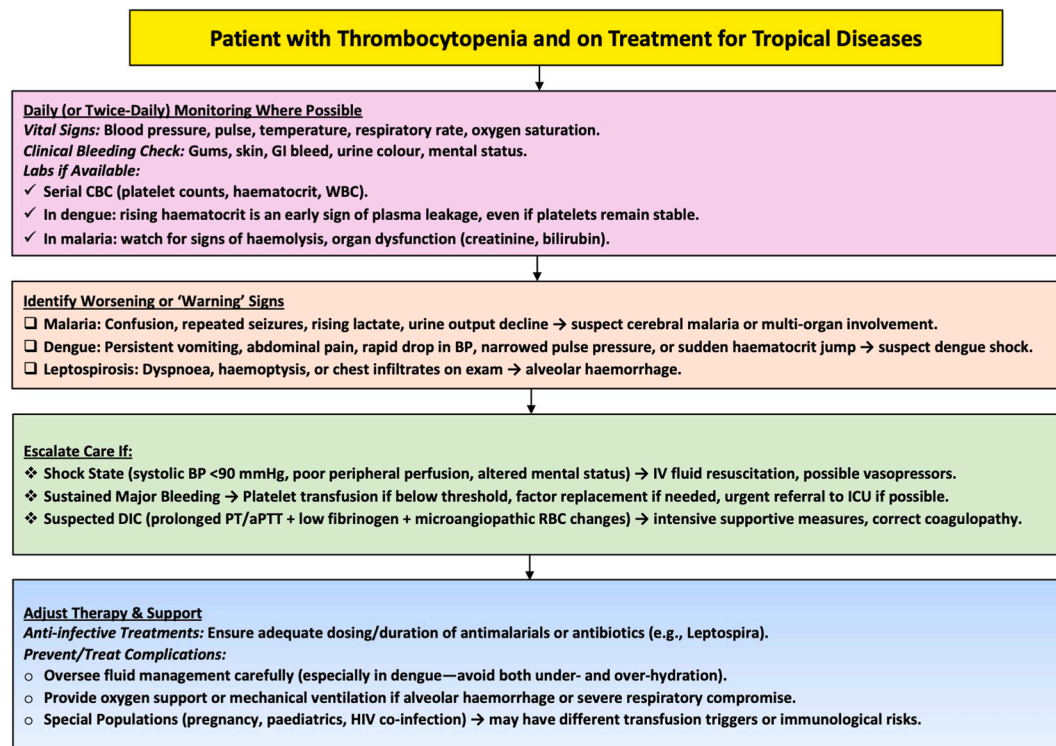 Patient with Thrombocytopenia and on Treatment for Tropical Diseases
Daily (or Twice-Daily) Monitoring Where Possible
Vital Signs: Blood pressure, pulse, temperature, respiratory rate, oxygen saturation.
Clinical Bleeding Check: Gums, skin, GI bleed, urine colour, mental status.
Labs if Available:
✓ Serial CBC (platelet counts, haematocrit, WBC).
✓ In dengue: rising haematocrit is an early sign of plasma leakage, even if platelets remain stable.
✓ In malaria: watch for signs of haemolysis, organ dysfunction (creatinine, bilirubin).
Identify Worsening or ‘Warning’ Signs
❑ Malaria: Confusion, repeated seizures, rising lactate, urine output decline → suspect cerebral malaria or multi-organ involvement.
❑ Dengue: Persistent vomiting, abdominal pain, rapid drop in BP, narrowed pulse pressure, or sudden haematocrit jump → suspect dengue shock.
❑ Leptospirosis: Dyspnoea, haemoptysis, or chest infiltrates on exam → alveolar haemorrhage.
Escalate Care If:
❖ Shock State (systolic BP <90 mmHg, poor peripheral perfusion, altered mental status) → IV fluid resuscitation, possible vasopressors.
❖ Sustained Major Bleeding → Platelet transfusion if below threshold, factor replacement if needed, urgent referral to ICU if possible.
❖ Suspected DIC (prolonged PT/aPTT + low fibrinogen + microangiopathic RBC changes) → intensive supportive measures, correct coagulopathy.
Adjust Therapy & Support
Anti-infective Treatments: Ensure adequate dosing/duration of antimalarials or antibiotics (e.g., Leptospira).
Prevent/Treat Complications:
○ Oversee fluid management carefully (especially in dengue—avoid both under- and over-hydration).
○ Provide oxygen support or mechanical ventilation if alveolar haemorrhage or severe respiratory compromise.
○ Special Populations (pregnancy, paediatrics, HIV co-infection) → may have different transfusion triggers or immunological risks.